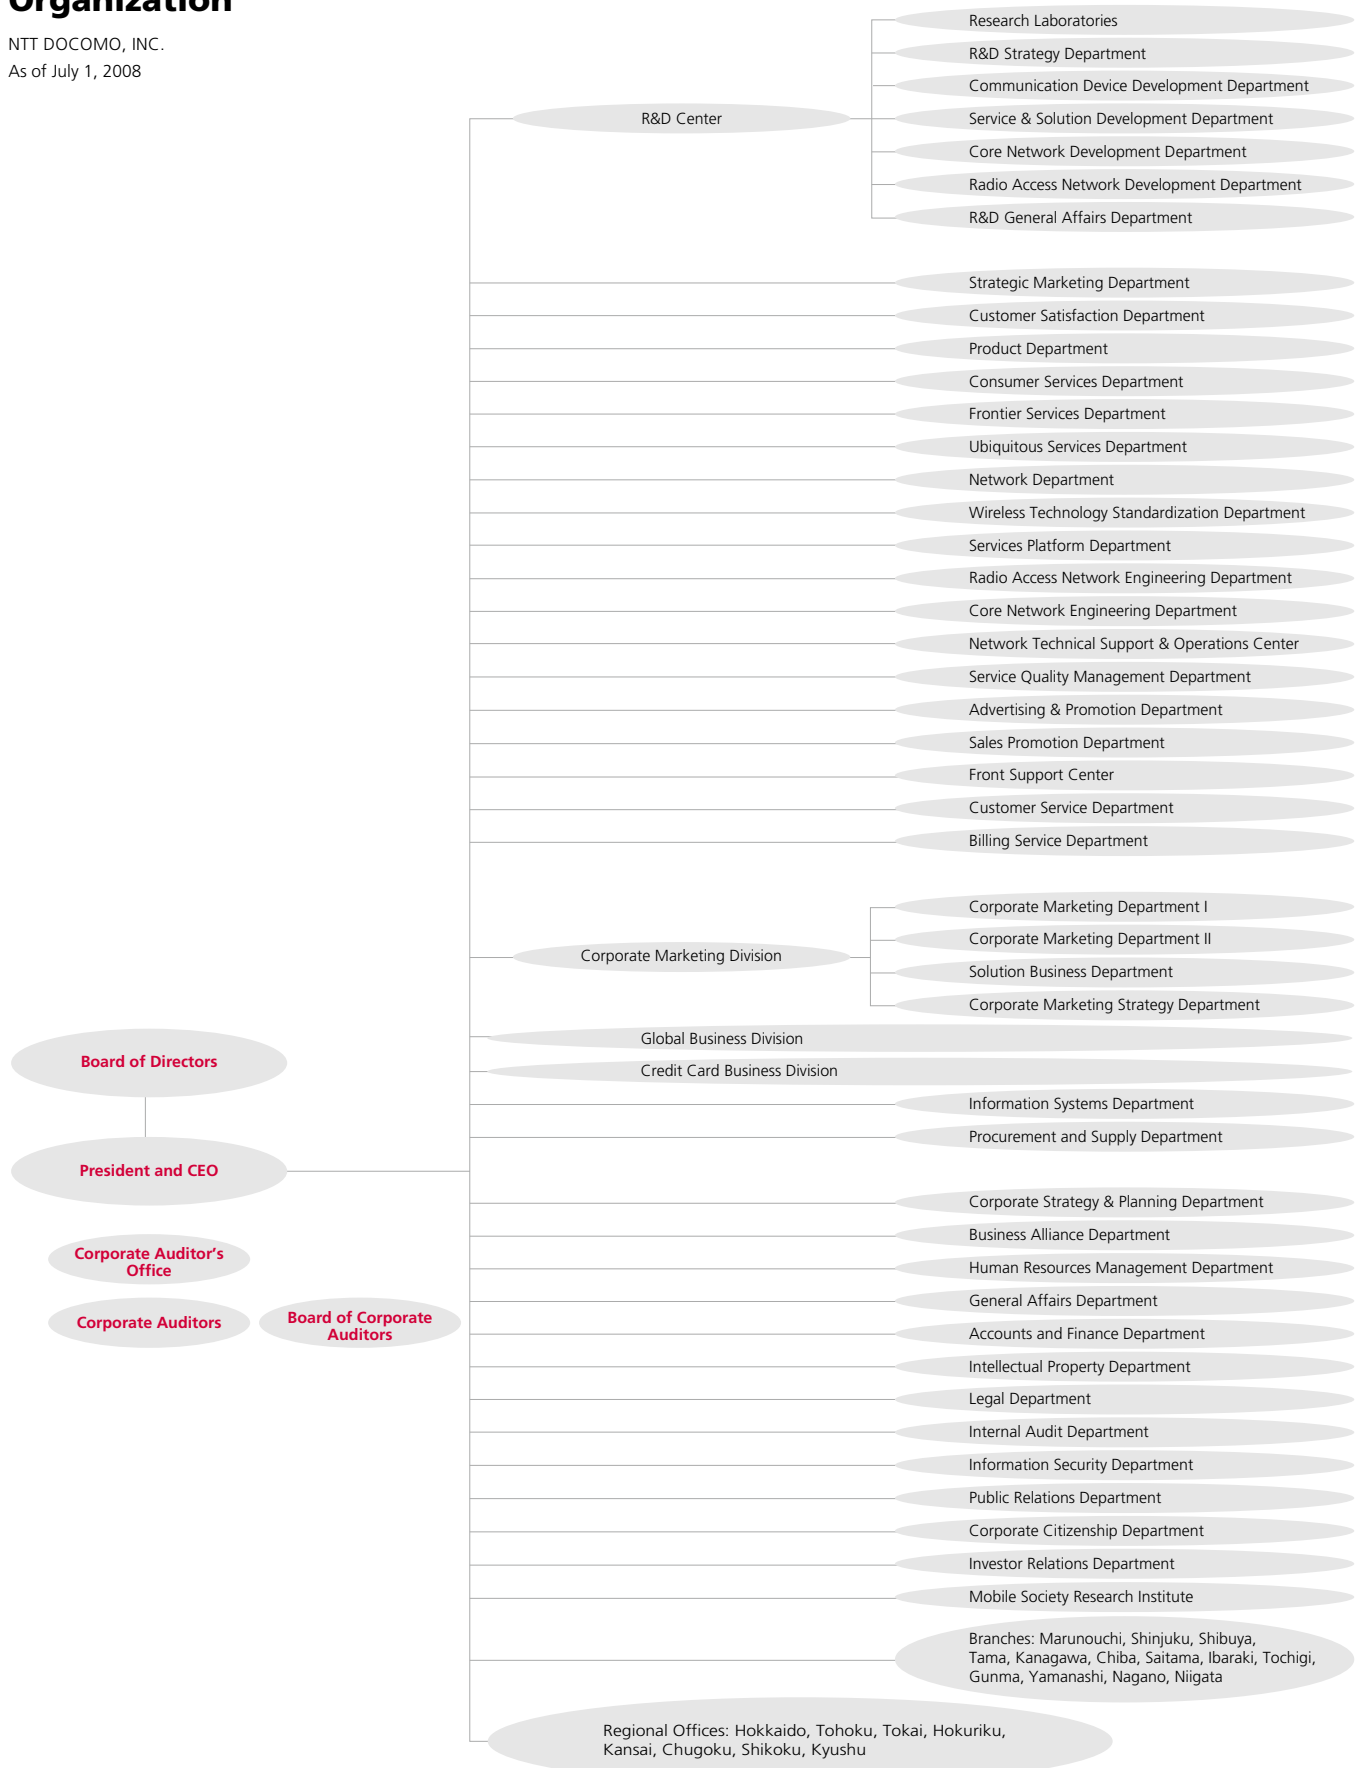 Organization
NTT DOCOMO, INC.
As of July 1, 2008
Research Laboratories
R&D Strategy Department
Communication Device Development Department
R&D Center
Service & Solution Development Department
Core Network Development Department
Radio Access Network Development Department
R&D General Affairs Department
Strategic Marketing Department
Customer Satisfaction Department
Product Department
Consumer Services Department
Frontier Services Department
Ubiquitous Services Department
Network Department
Wireless Technology Standardization Department
Services Platform Department
Radio Access Network Engineering Department
Core Network Engineering Department
Network Technical Support & Operations Center
Service Quality Management Department
Advertising & Promotion Department
Sales Promotion Department
Front Support Center
Customer Service Department
Billing Service Department
Corporate Marketing Division
Corporate Marketing Department I
Corporate Marketing Department II
Solution Business Department
Corporate Marketing Strategy Department
Global Business Division
Credit Card Business Division
Board of Directors
Information Systems Department
Procurement and Supply Department
President and CEO
Corporate Strategy & Planning Department
Business Alliance Department
Human Resources Management Department
Corporate Auditor's
Office
General Affairs Department
Corporate Auditors
Board of Corporate
Auditors
Accounts and Finance Department
Intellectual Property Department
Legal Department
Internal Audit Department
Information Security Department
Public Relations Department
Corporate Citizenship Department
Investor Relations Department
Mobile Society Research Institute
Branches: Marunouchi, Shinjuku, Shibuya,
Tama, Kanagawa, Chiba, Saitama, Ibaraki, Tochigi,
Gunma, Yamanashi, Nagano, Niigata
Regional Offices: Hokkaido, Tohoku, Tokai, Hokuriku,
Kansai, Chugoku, Shikoku, Kyushu